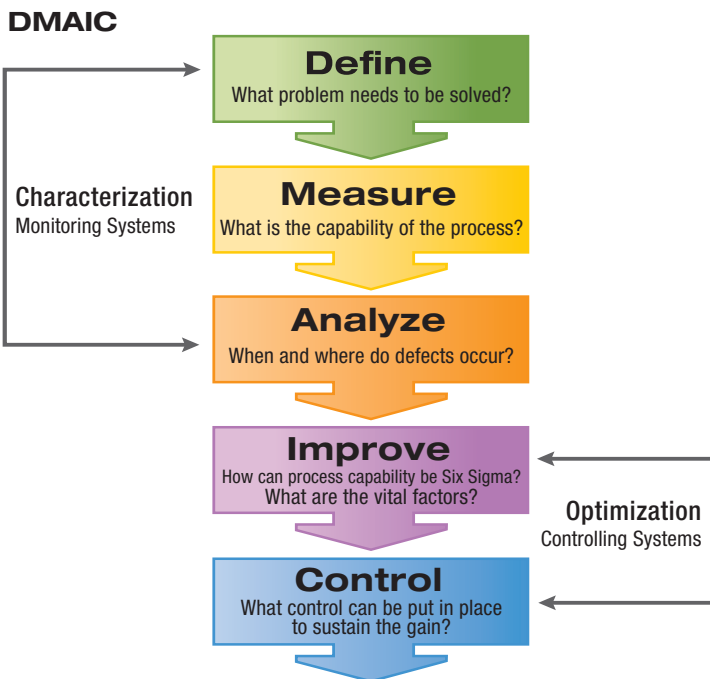 DMAIC
Define
What problem needs to be solved?
Characterization
Monitoring Systems
Measure
What is the capability of the process?
Analyze
When and where do defects occur?
Improve
How can process capability be Six Sigma?
What are the vital factors?
Optimization
Controlling Systems
Control
What control can be put in place
to sustain the gain?